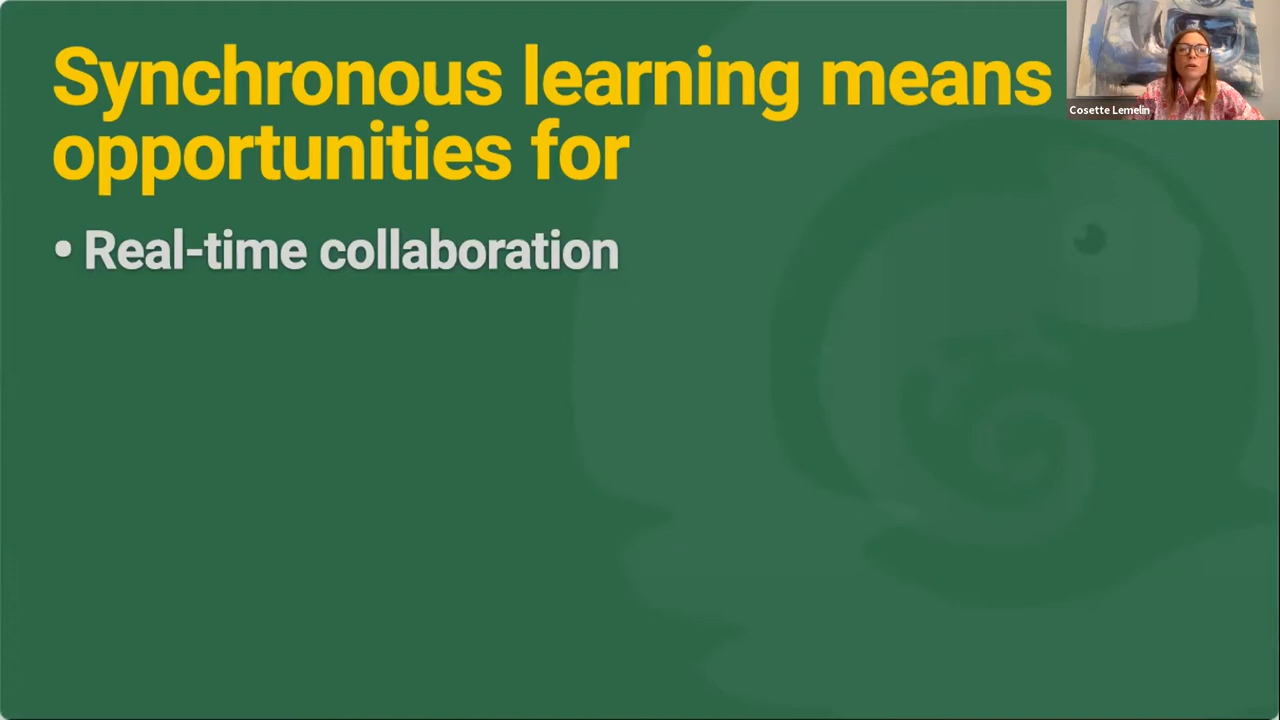 Synchronous learning means
opportunities for
• Real-time collaboration
Cosette Lemelin